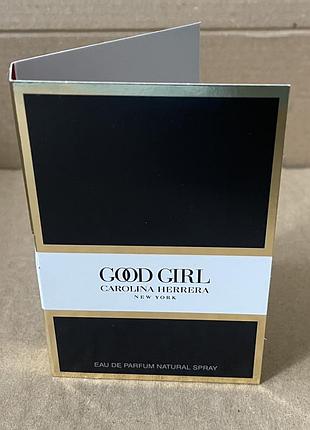 GOOD GIRL
CAROLINA HERRERA
NEW YORK
EAU DE PARFUM NATURAL SPRAY